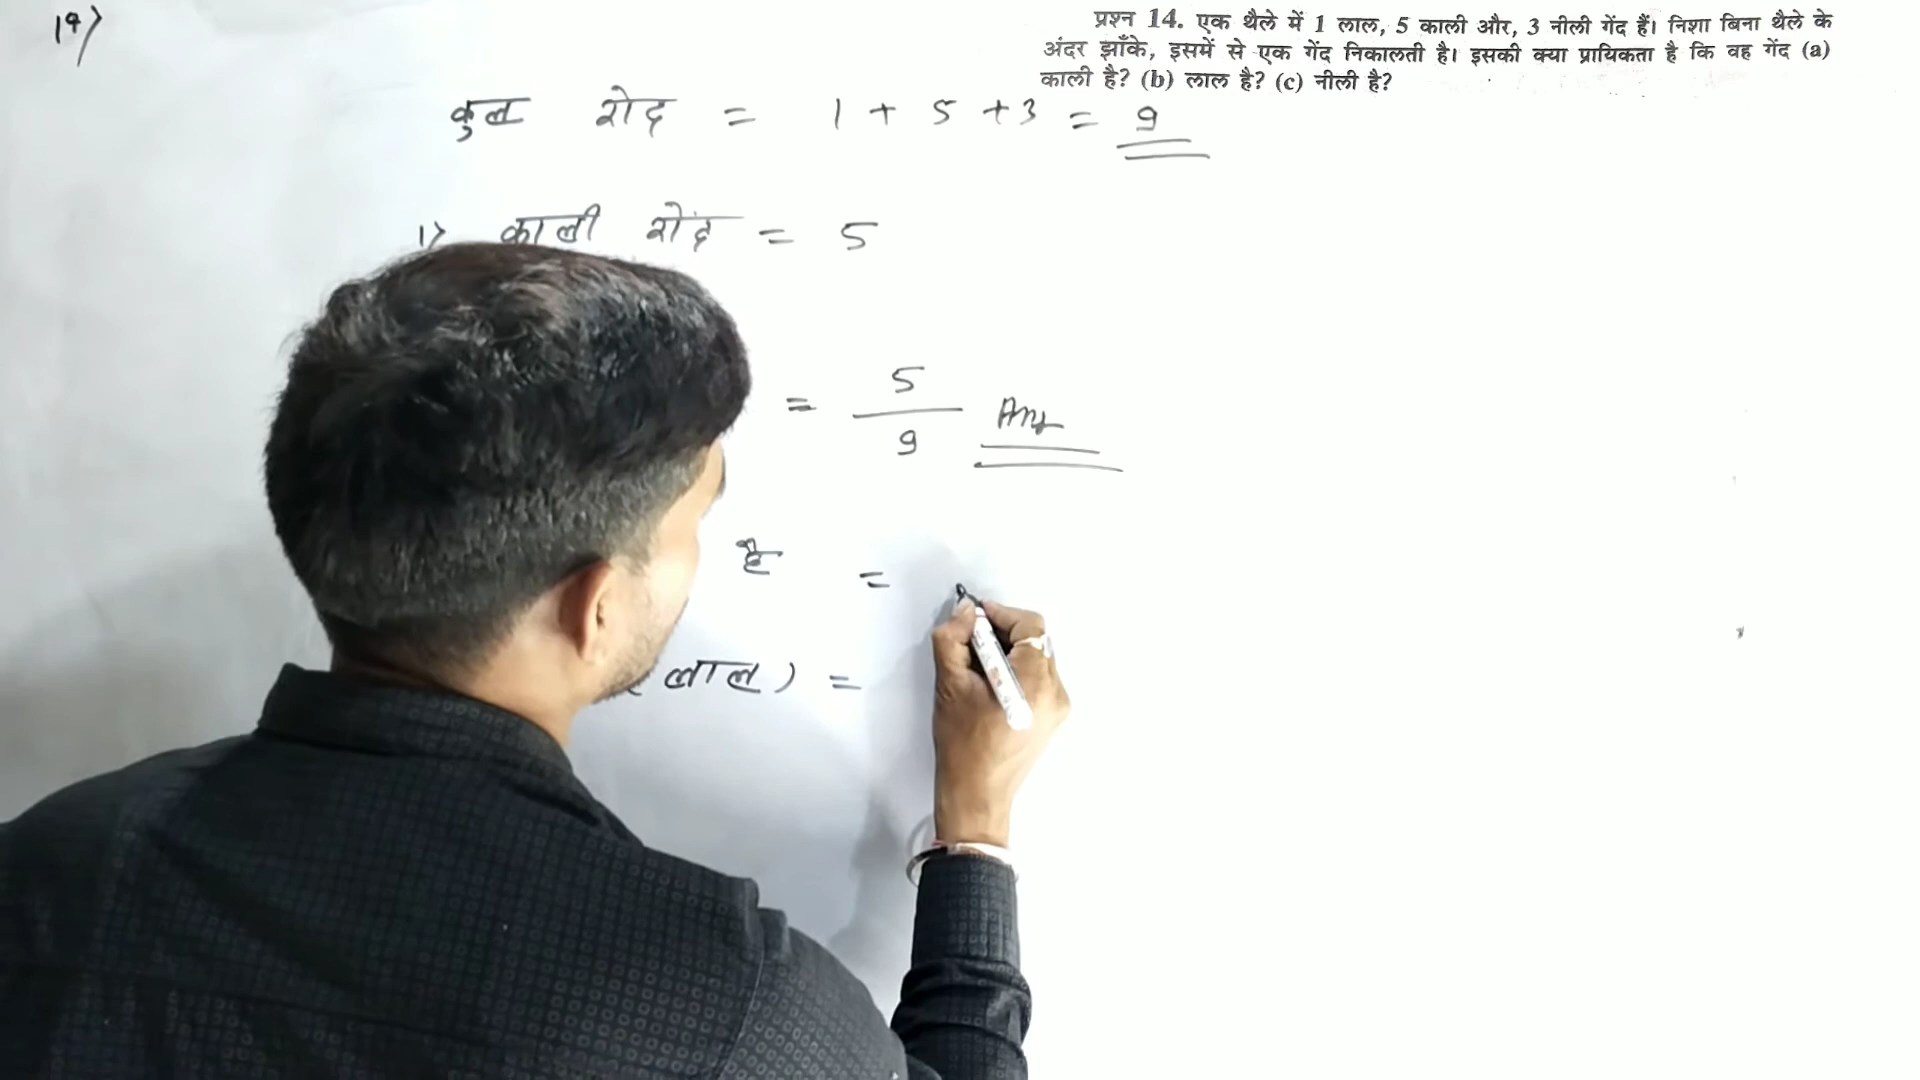 14)
प्रश्न 14. एक थैले में 1 लाल, 5 काली और, 3 नीली गेंद हैं। निशा बिना थैले के
अंदर झाँके, इसमें से एक गेंद निकालती है। इसकी क्या प्रायिकता है कि वह गेंद (a)
काली है? (b) लाल है? (c) नीली है?
कुल गेद = 1 + 5 + 3 = 9
1) काली गेंद = 5
= 5/9 Ans
है =
(लाल) =